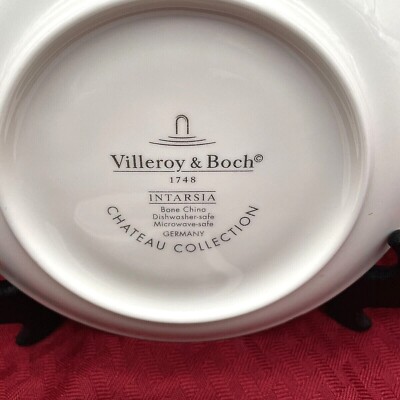 Villeroy & Boch©
1748
INTARSIA
Bone China
Dishwasher-safe
Microwave-safe
GERMANY
CHATEAU COLLECTION